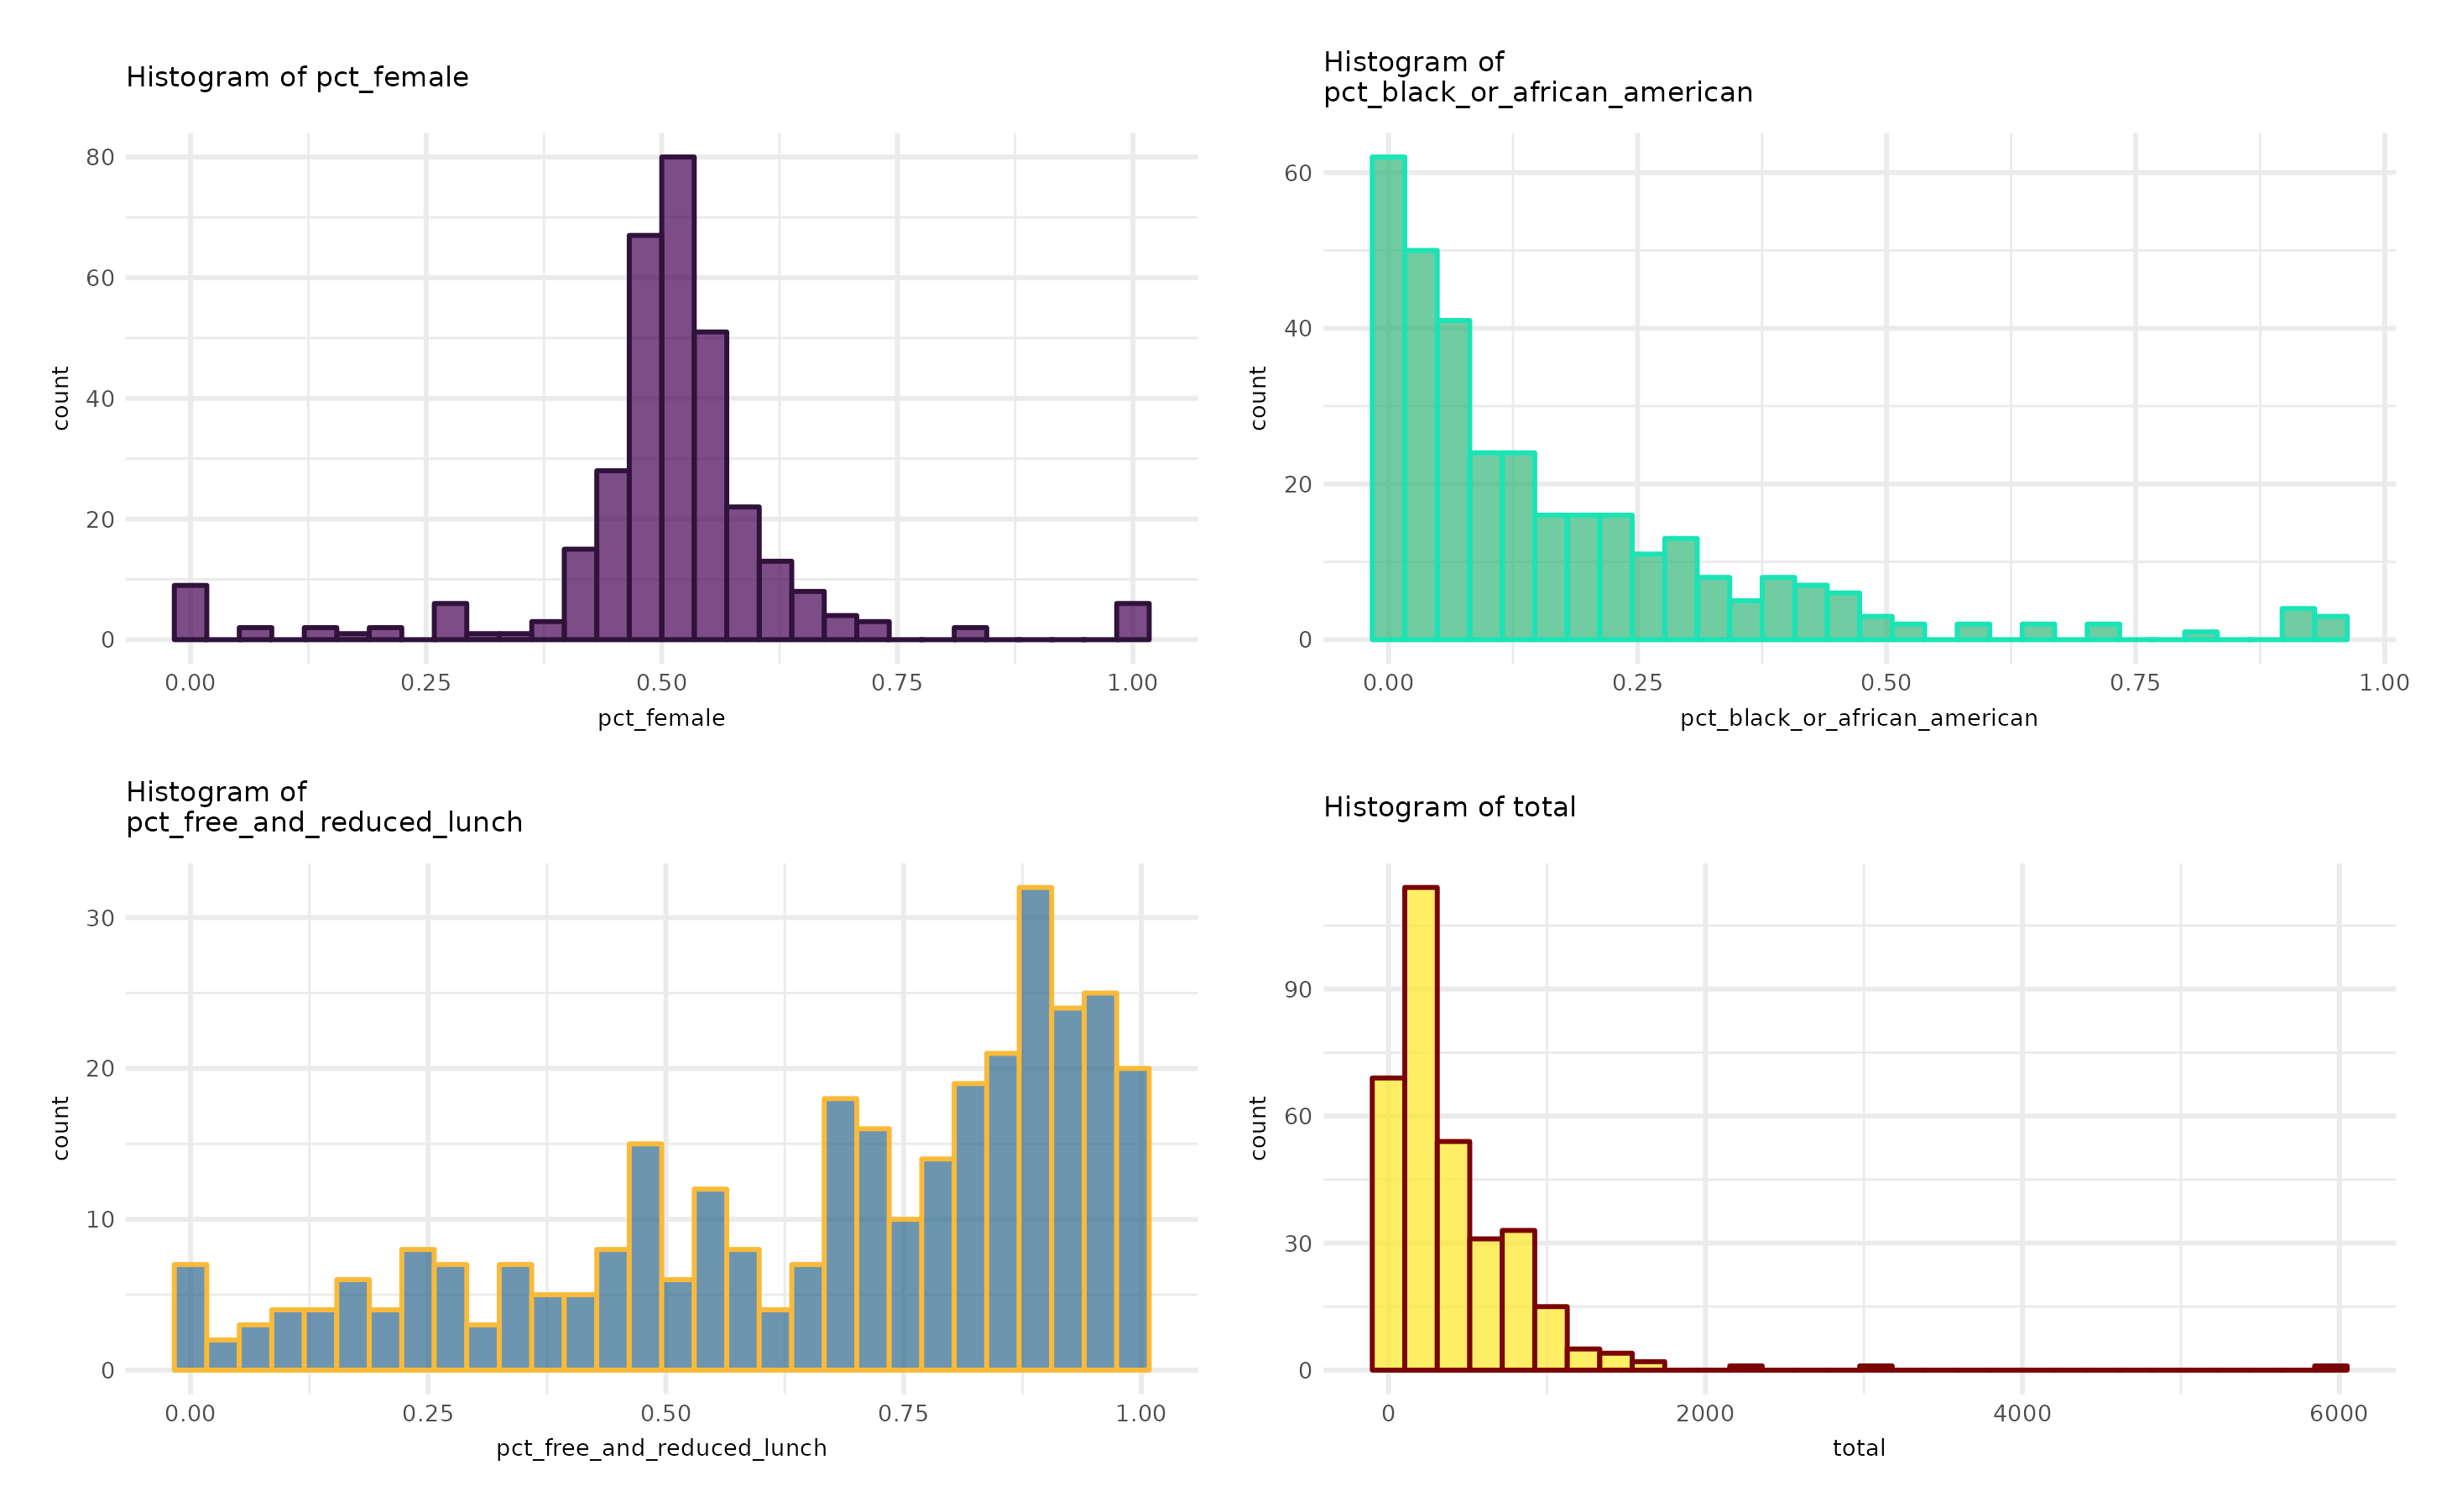 Histogram of pct_female
80
60
40
20
0
count
0.00 0.25 0.50 0.75 1.00
pct_female
Histogram of
pct_black_or_african_american
60
40
20
0
count
0.00 0.25 0.50 0.75 1.00
pct_black_or_african_american
Histogram of
pct_free_and_reduced_lunch
30
20
10
0
count
0.00 0.25 0.50 0.75 1.00
pct_free_and_reduced_lunch
Histogram of total
90
60
30
0
count
0 2000 4000 6000
total